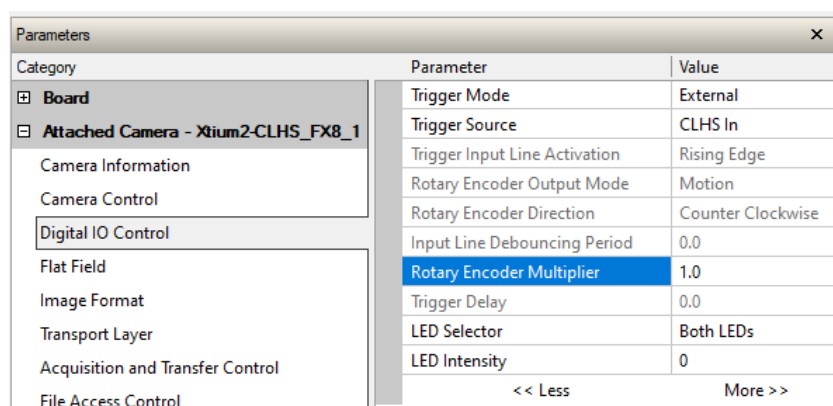 Parameters ×
Category
Board
Attached Camera - Xtium2-CLHS_FX8_1
Camera Information
Camera Control
Digital IO Control
Flat Field
Image Format
Transport Layer
Acquisition and Transfer Control
File Access Control
Parameter Value
Trigger Mode External
Trigger Source CLHS In
Trigger Input Line Activation Rising Edge
Rotary Encoder Output Mode Motion
Rotary Encoder Direction Counter Clockwise
Input Line Debouncing Period 0.0
Rotary Encoder Multiplier 1.0
Trigger Delay 0.0
LED Selector Both LEDs
LED Intensity 0
<< Less More >>